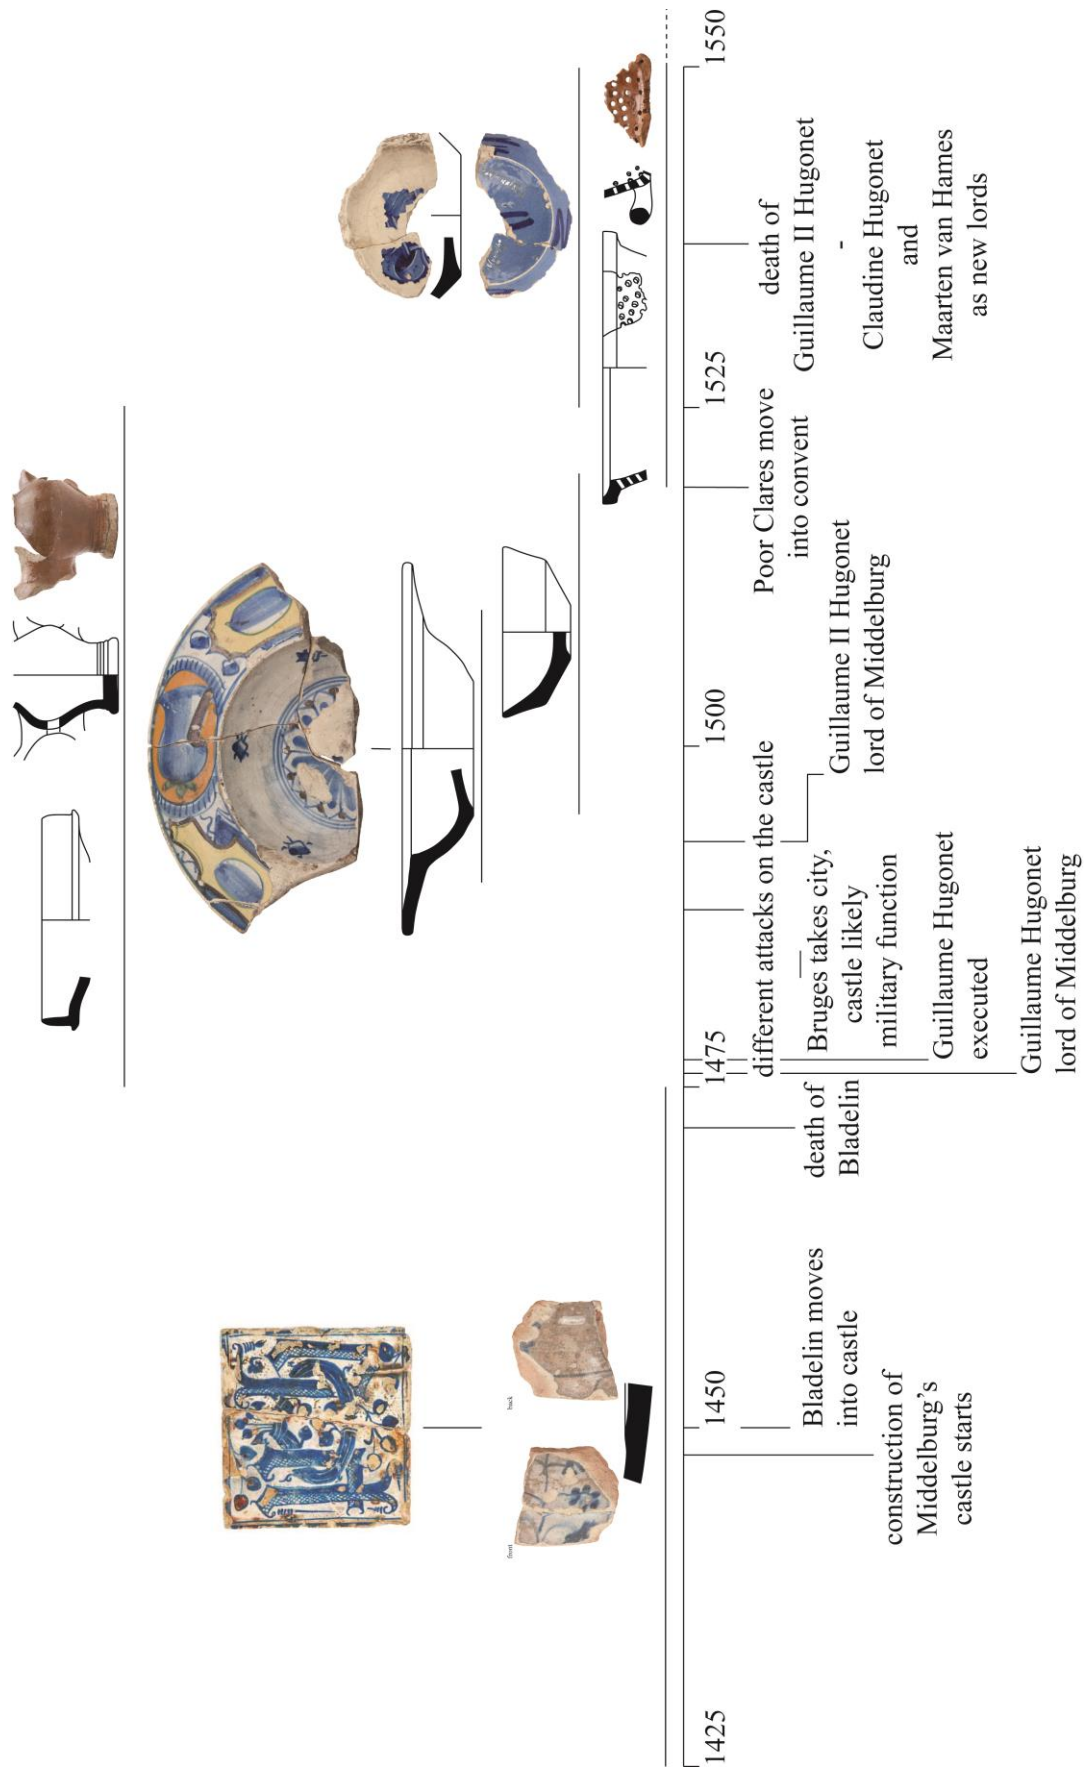 front
back
1425
1450
1475
1500
1525
1550
construction of
Middelburg's
castle starts
Bladelin moves
into castle
death of
Bladelin
Guillaume Hugonet
lord of Middelburg
Guillaume Hugonet
executed
Bruges takes city,
castle likely
military function
different attacks on the castle
Guillaume II Hugonet
lord of Middelburg
Poor Clares move
into convent
death of
Guillaume II Hugonet
-
Claudine Hugonet
and
Maarten van Hames
as new lords